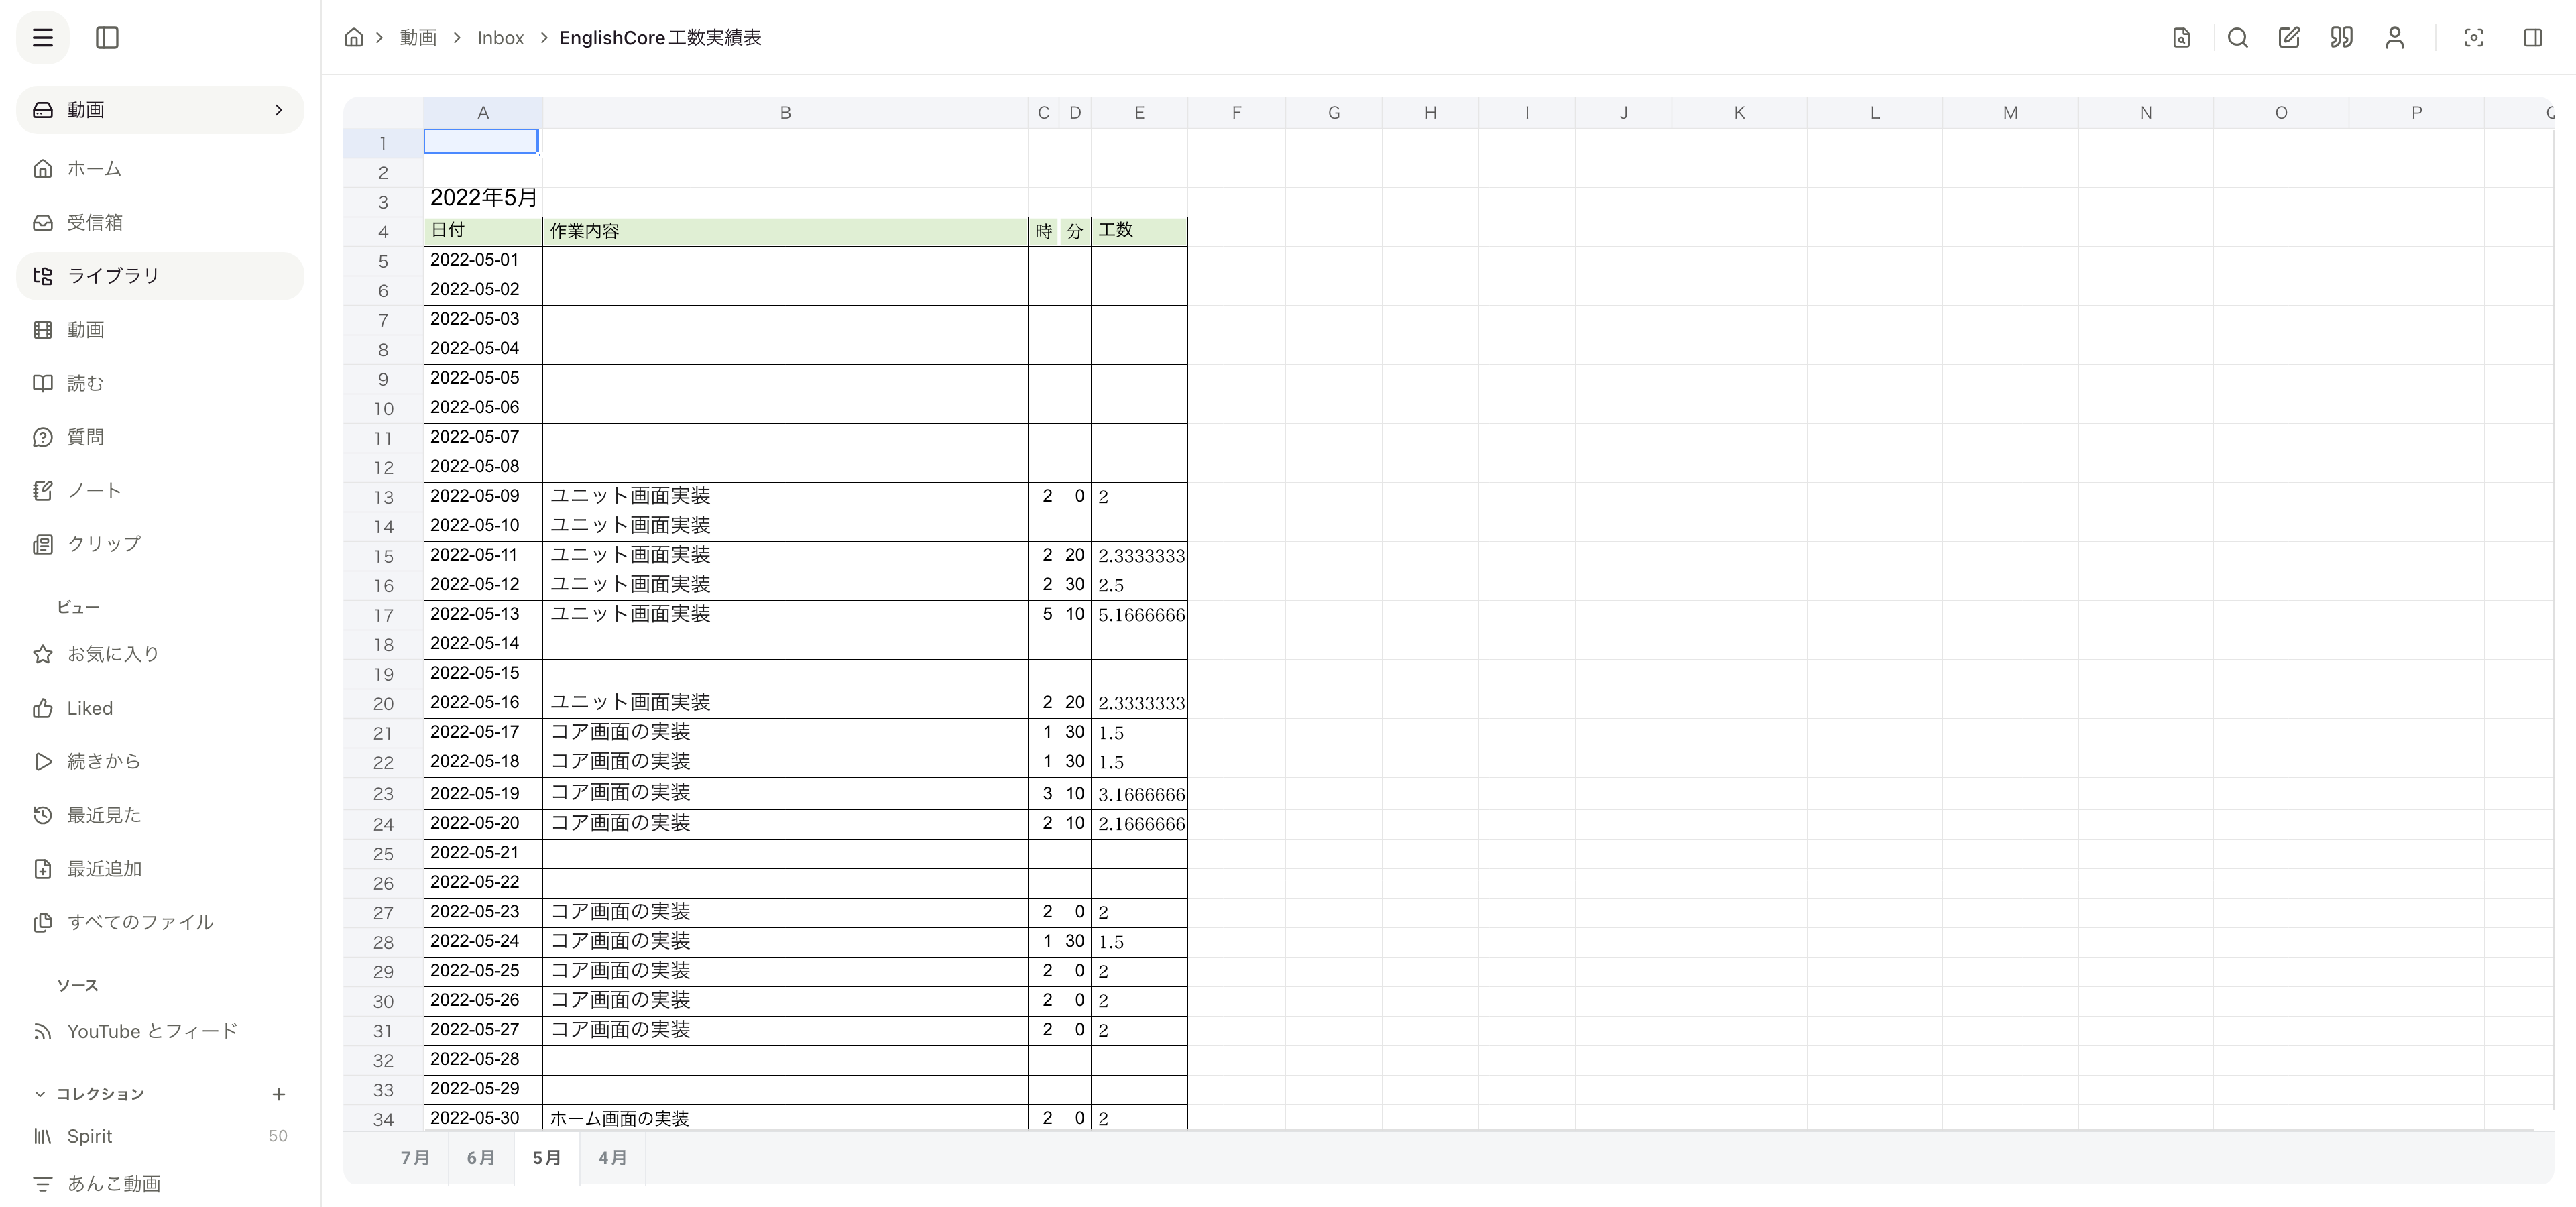 動画 > Inbox > EnglishCore工数実績表
動画
ホーム
受信箱
ライブラリ
動画
読む
質問
ノート
クリップ
ビュー
お気に入り
Liked
続きから
最近見た
最近追加
すべてのファイル
ソース
YouTube とフィード
コレクション
Spirit 50
あんこ動画
A B C D E F G H I J K L M N O P
1
2
3 2022年5月
4 日付 作業内容 時 分 工数
5 2022-05-01
6 2022-05-02
7 2022-05-03
8 2022-05-04
9 2022-05-05
10 2022-05-06
11 2022-05-07
12 2022-05-08
13 2022-05-09 ユニット画面実装 2 0 2
14 2022-05-10 ユニット画面実装
15 2022-05-11 ユニット画面実装 2 20 2.3333333
16 2022-05-12 ユニット画面実装 2 30 2.5
17 2022-05-13 ユニット画面実装 5 10 5.1666666
18 2022-05-14
19 2022-05-15
20 2022-05-16 ユニット画面実装 2 20 2.3333333
21 2022-05-17 コア画面の実装 1 30 1.5
22 2022-05-18 コア画面の実装 1 30 1.5
23 2022-05-19 コア画面の実装 3 10 3.1666666
24 2022-05-20 コア画面の実装 2 10 2.1666666
25 2022-05-21
26 2022-05-22
27 2022-05-23 コア画面の実装 2 0 2
28 2022-05-24 コア画面の実装 1 30 1.5
29 2022-05-25 コア画面の実装 2 0 2
30 2022-05-26 コア画面の実装 2 0 2
31 2022-05-27 コア画面の実装 2 0 2
32 2022-05-28
33 2022-05-29
34 2022-05-30 ホーム画面の実装 2 0 2
7月 6月 5月 4月